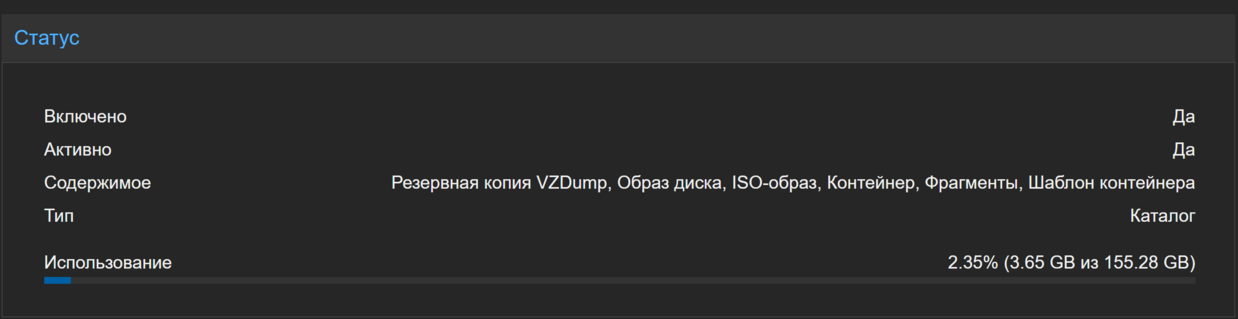 Статус
Включено Да
Активно Да
Содержимое Резервная копия VZDump, Образ диска, ISO-образ, Контейнер, Фрагменты, Шаблон контейнера
Тип Каталог
Использование 2.35% (3.65 GB из 155.28 GB)